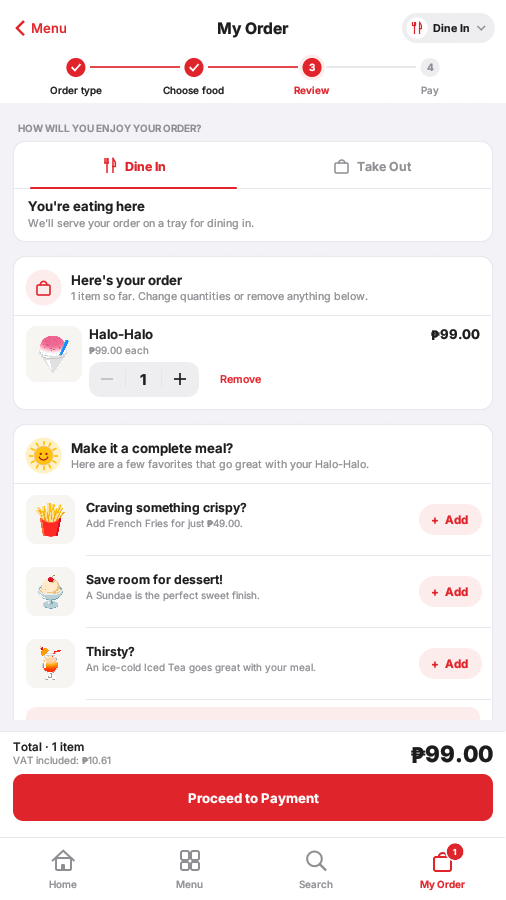 Menu
My Order
Dine In
3
4
Order type
Choose food
Review
Pay
HOW WILL YOU ENJOY YOUR ORDER?
Dine In
Take Out
You're eating here
We'll serve your order on a tray for dining in.
Here's your order
1 item so far. Change quantities or remove anything below.
Halo-Halo
₱99.00
₱99.00 each
1
Remove
Make it a complete meal?
Here are a few favorites that go great with your Halo-Halo.
Craving something crispy?
Add French Fries for just ₱49.00.
+ Add
Save room for dessert!
A Sundae is the perfect sweet finish.
+ Add
Thirsty?
An ice-cold Iced Tea goes great with your meal.
+ Add
Total · 1 item
VAT included: ₱10.61
₱99.00
Proceed to Payment
1
Home
Menu
Search
My Order